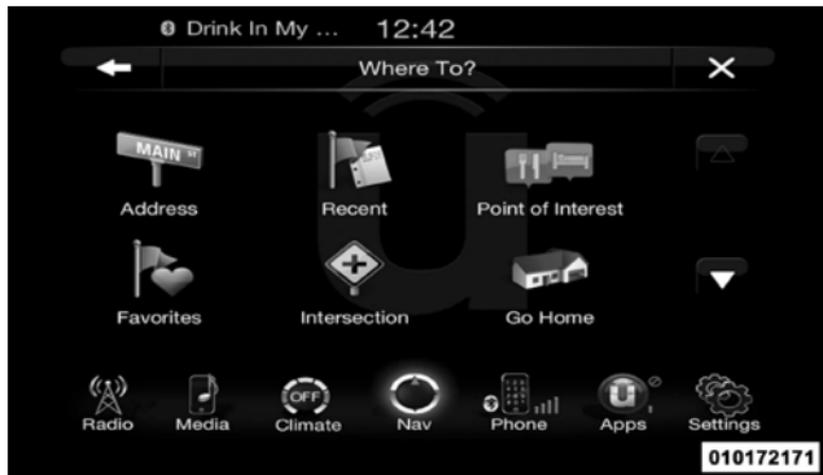 Drink In My ... 12:42
Where To?
MAIN ST
Address Recent Point of Interest
Favorites Intersection Go Home
OFF
Radio Media Climate Nav Phone Apps Settings
010172171